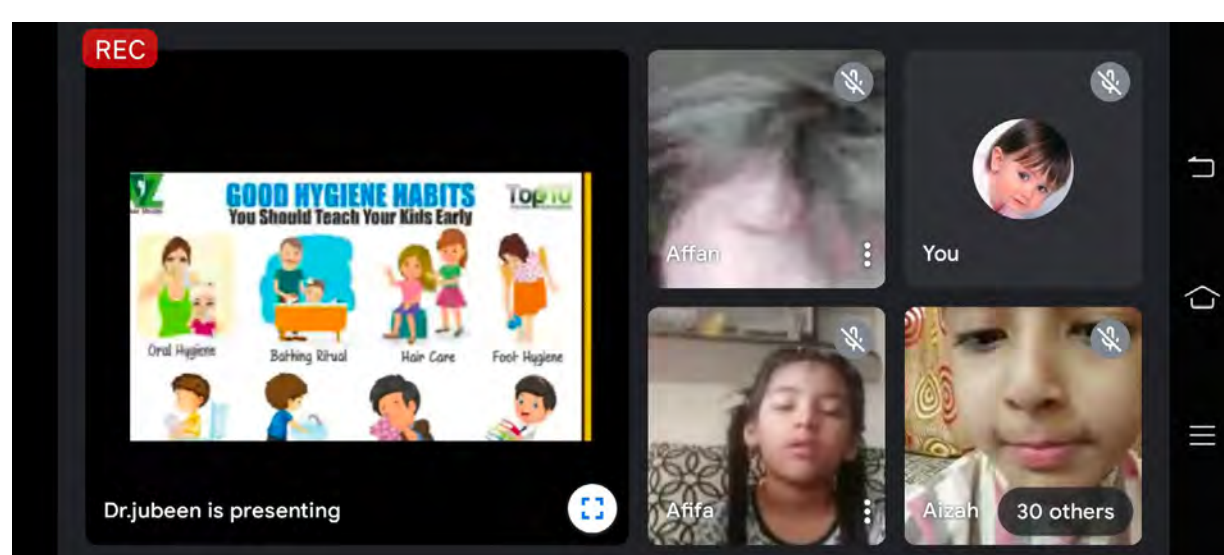 REC
GOOD HYGIENE HABITS
You Should Teach Your Kids Early
Top10
Oral Hygiene
Bathing Ritual
Hair Care
Foot Hygiene
Dr.jubeen is presenting
Affan
You
Afifa
Aizah
30 others